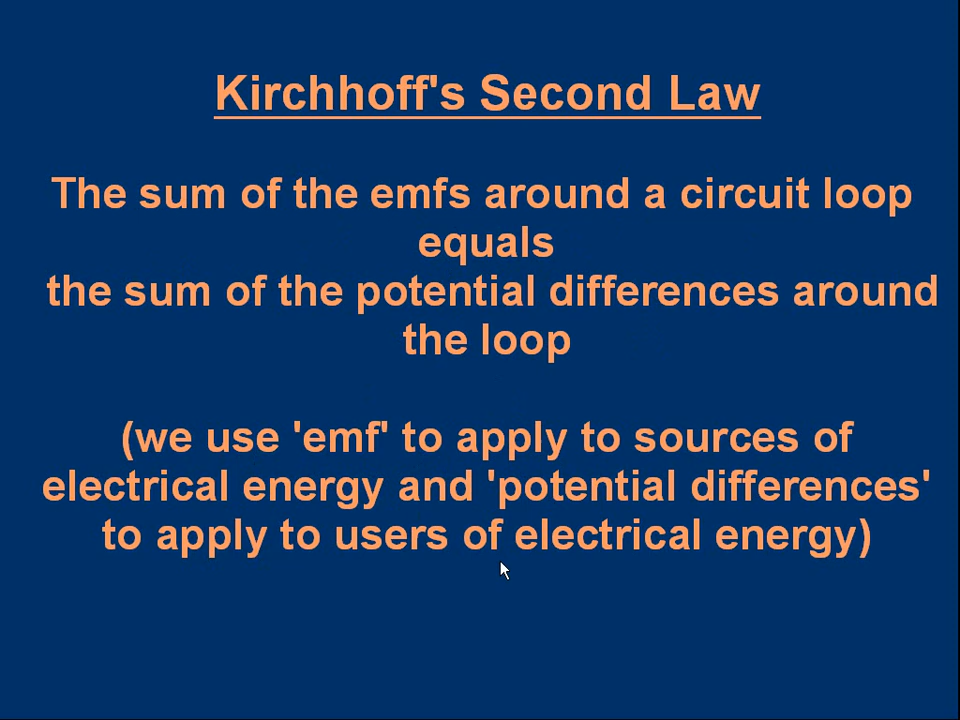 Kirchhoff's Second Law
The sum of the emfs around a circuit loop
equals
the sum of the potential differences around
the loop
(we use 'emf' to apply to sources of
electrical energy and 'potential differences'
to apply to users of electrical energy)